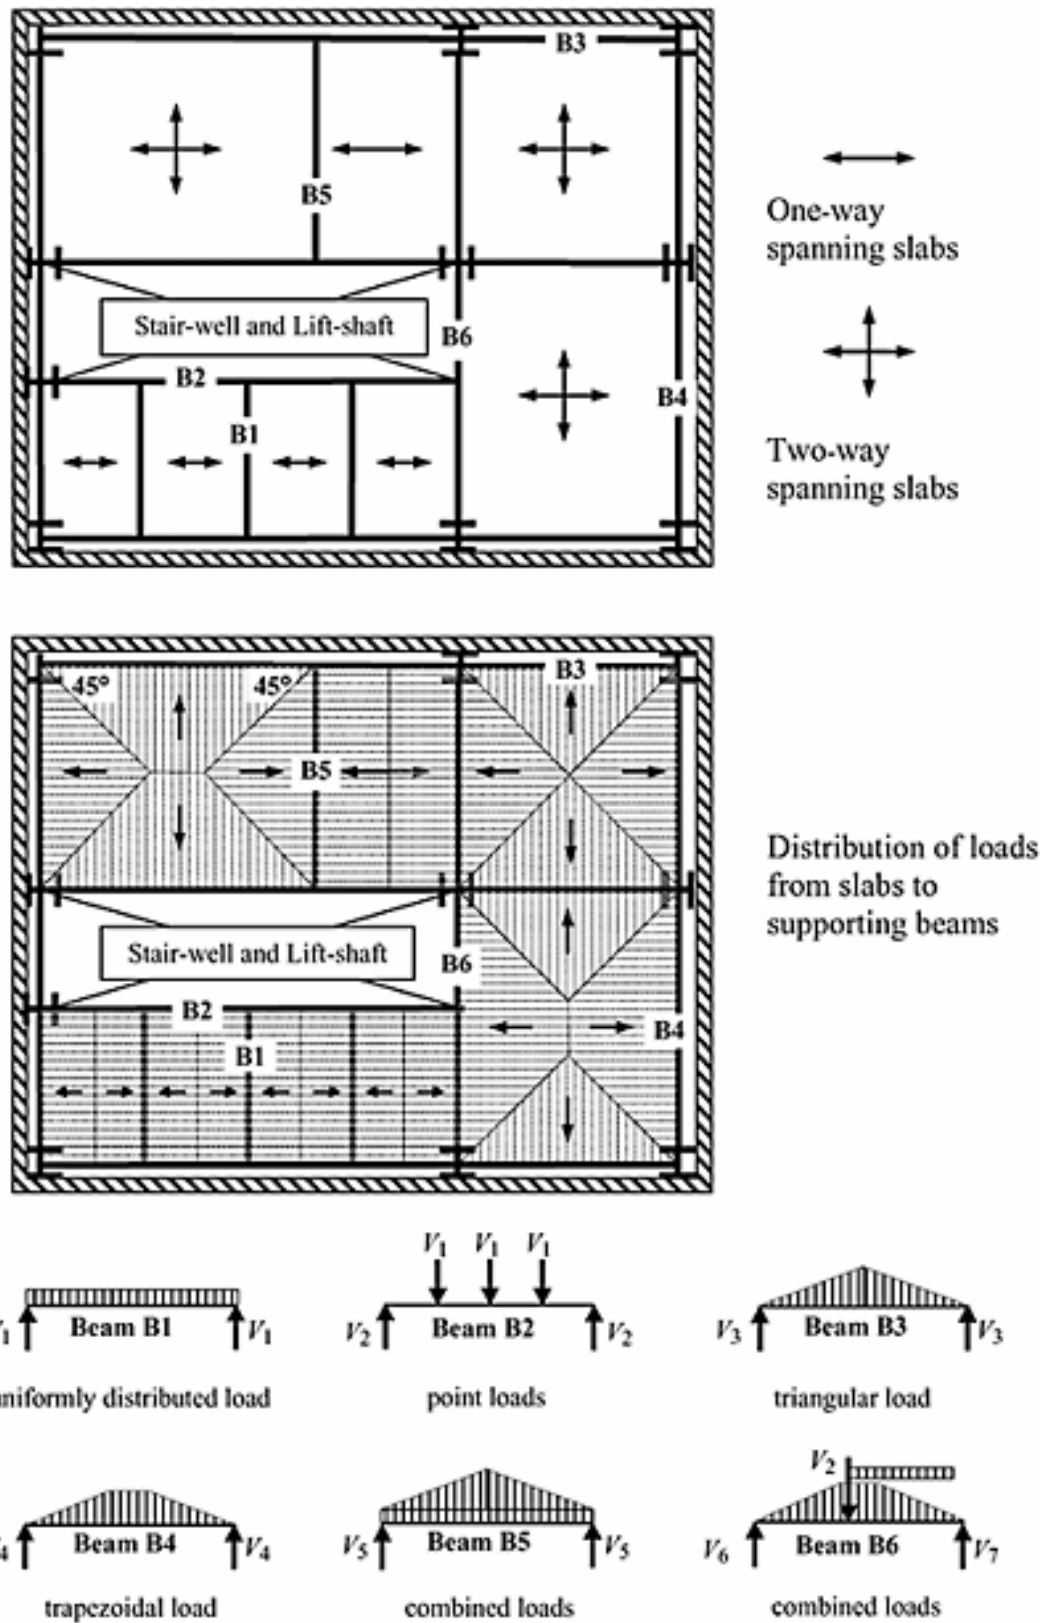 B3
B5
One-way
spanning slabs
Stair-well and Lift-shaft
B6
B2
B4
B1
Two-way
spanning slabs
B3
45°
45°
B5
Distribution of loads
from slabs to
supporting beams
Stair-well and Lift-shaft
B6
B2
B4
B1
V1 V1 V1
V1 Beam B1 V1
V2 Beam B2 V2
V3 Beam B3 V3
uniformly distributed load
point loads
triangular load
V2
V4 Beam B4 V4
V5 Beam B5 V5
V6 Beam B6 V7
trapezoidal load
combined loads
combined loads